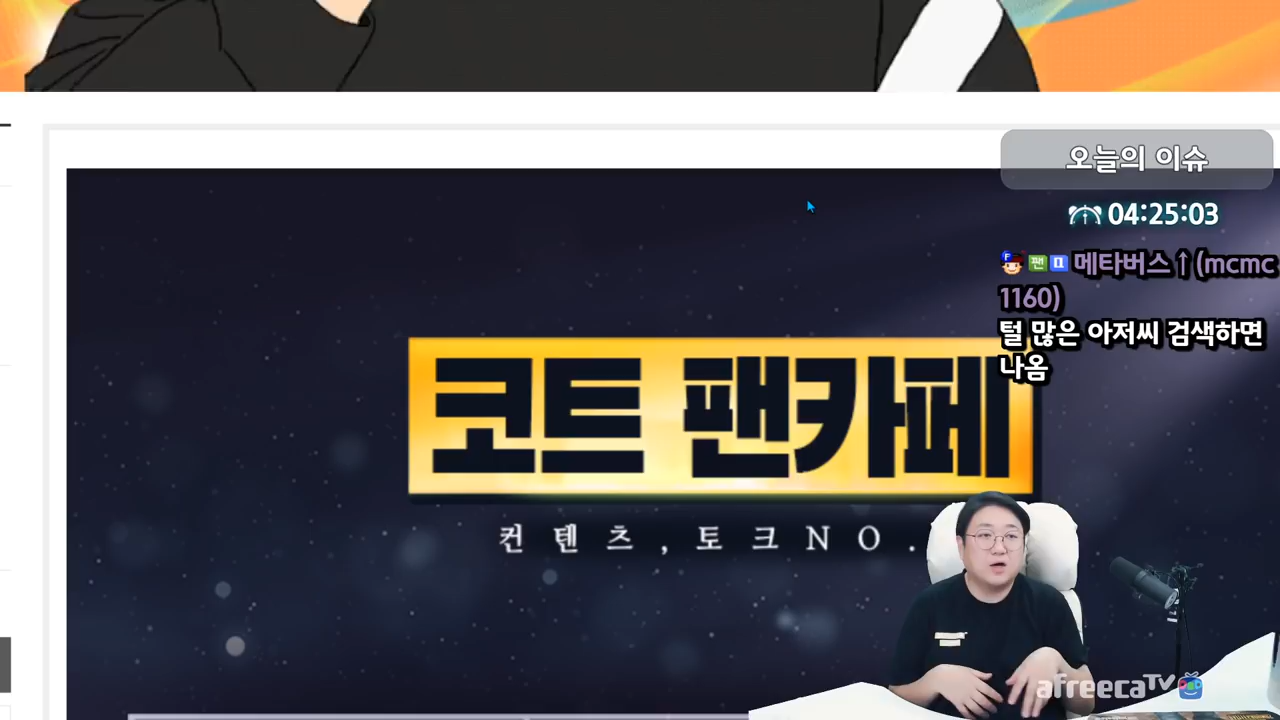 오늘의 이슈
04:25:03
F 팬 메타버스↑(mcmc
1160)
털 많은 아저씨 검색하면
나옴
코트 팬카페
컨텐츠,토크NO.
afreecaTV